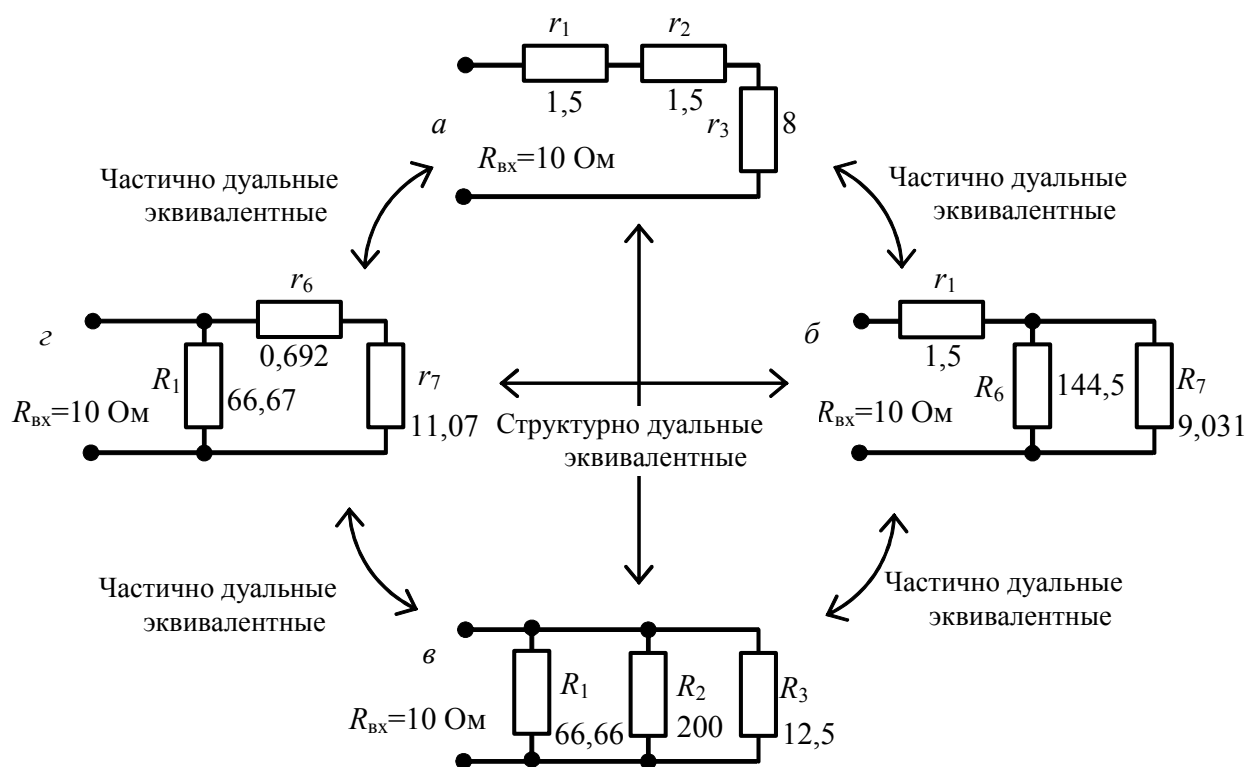 r1
r2
1,5
1,5
r3
8
а
Rвх=10 Ом
Частично дуальные
эквивалентные
Частично дуальные
эквивалентные
r6
г
0,692
R1
66,67
r7
Rвх=10 Ом
11,07
r1
б
1,5
R6
144,5
R7
Rвх=10 Ом
9,031
Структурно дуальные
эквивалентные
Частично дуальные
эквивалентные
Частично дуальные
эквивалентные
в
R1
R2
R3
Rвх=10 Ом
66,66
200
12,5